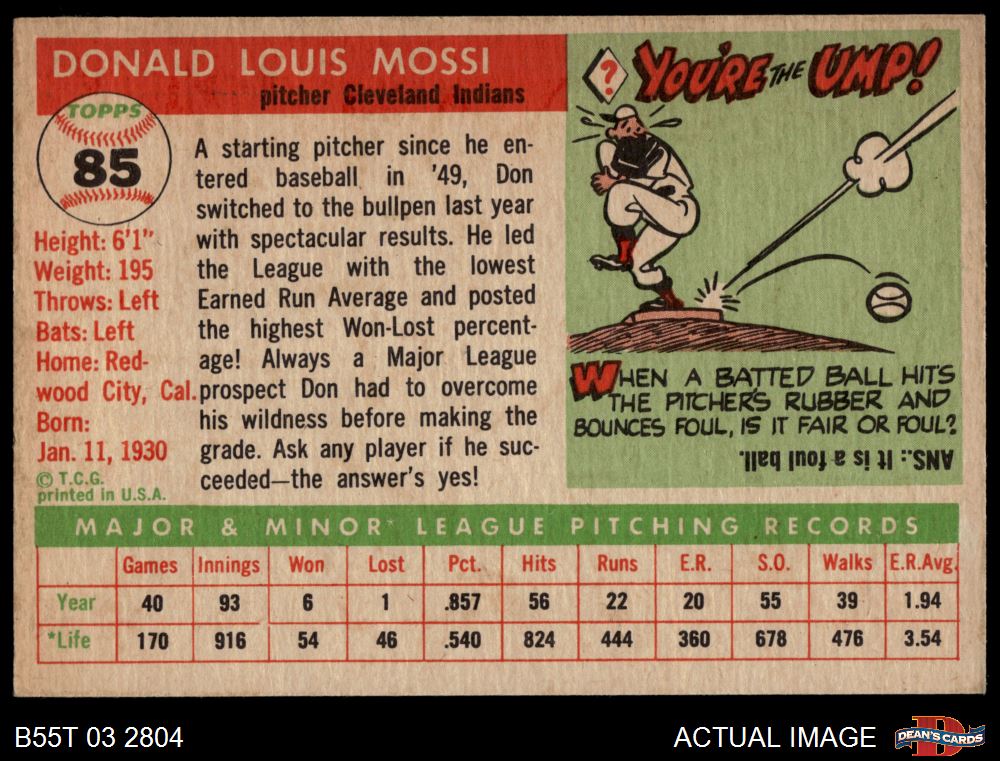 DONALD LOUIS MOSSI
pitcher Cleveland Indians
TOPPS
85
Height: 6'1"
Weight: 195
Throws: Left
Bats: Left
Home: Red-
wood City, Cal.
Born:
Jan. 11, 1930
© T.C.G.
printed in U.S.A.
A starting pitcher since he en-
tered baseball in '49, Don
switched to the bullpen last year
with spectacular results. He led
the League with the lowest
Earned Run Average and posted
the highest Won-Lost percent-
age! Always a Major League
prospect Don had to overcome
his wildness before making the
grade. Ask any player if he suc-
ceeded—the answer's yes!
? YOU'RE THE UMP!
WHEN A BATTED BALL HITS
THE PITCHERS RUBBER AND
BOUNCES FOUL, IS IT FAIR OR FOUL?
ANS.: It is a foul ball.
MAJOR & MINOR* LEAGUE PITCHING RECORDS
Games Innings Won Lost Pct. Hits Runs E.R. S.O. Walks E.R.Avg.
Year 40 93 6 1 .857 56 22 20 55 39 1.94
*Life 170 916 54 46 .540 824 444 360 678 476 3.54
B55T 03 2804
ACTUAL IMAGE
D
DEAN'S CARDS